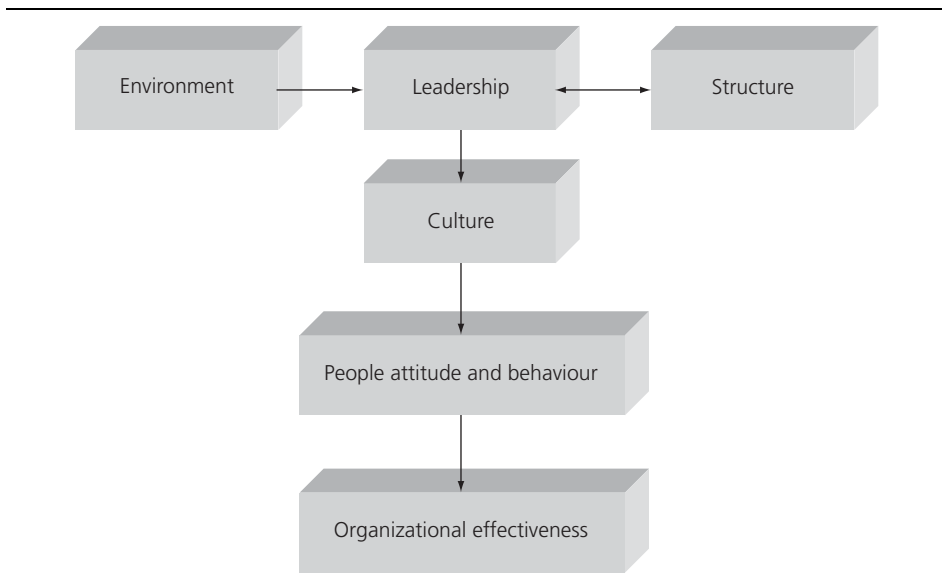 Environment
Leadership
Structure
Culture
People attitude and behaviour
Organizational effectiveness